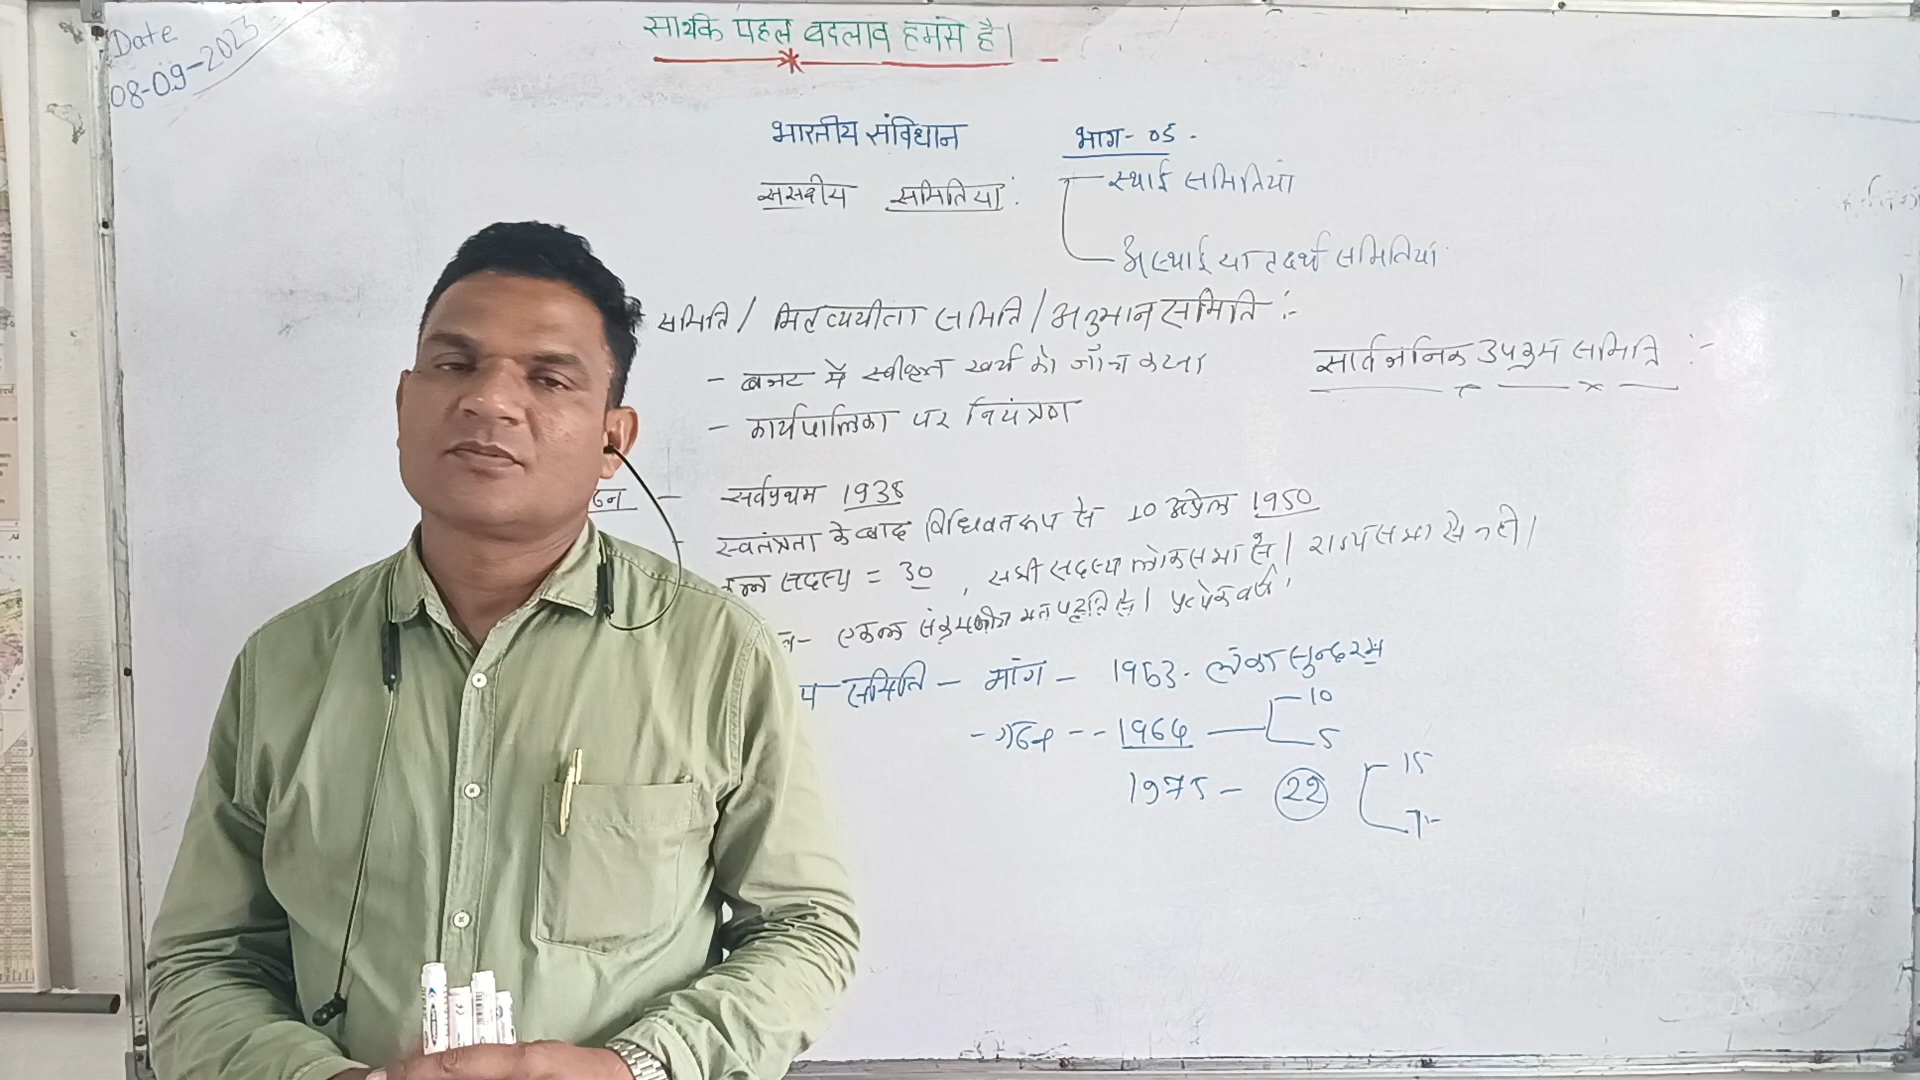 Date
08-09-2023
सार्थक पहल बदलाव हमसे है।
भारतीय संविधान भाग- 05.
संसदीय समितियां:
स्थाई समितियां
अस्थाई या तदर्थ समितियां
समिति / मितव्ययीता समिति / अनुमान समिति :-
- बजट में स्वीकृत खर्च की जाँच करना
- कार्यपालिका पर नियंत्रण
सार्वजनिक उपक्रम समिति :-
ठन - सर्वप्रथम 1938
- स्वतंत्रता के बाद विधिवत रूप से 10 अप्रेल 1950
सदस्य = 30, सभी सदस्य लोकसभा से। राज्यसभा से नही।
एकल संक्रमणीय मत पद्धति से। प्रत्येक वर्ष
समिति - मांग - 1953. लंका सुन्दरम
- गठन - - 1964 10
5
1975 - 22 15
7